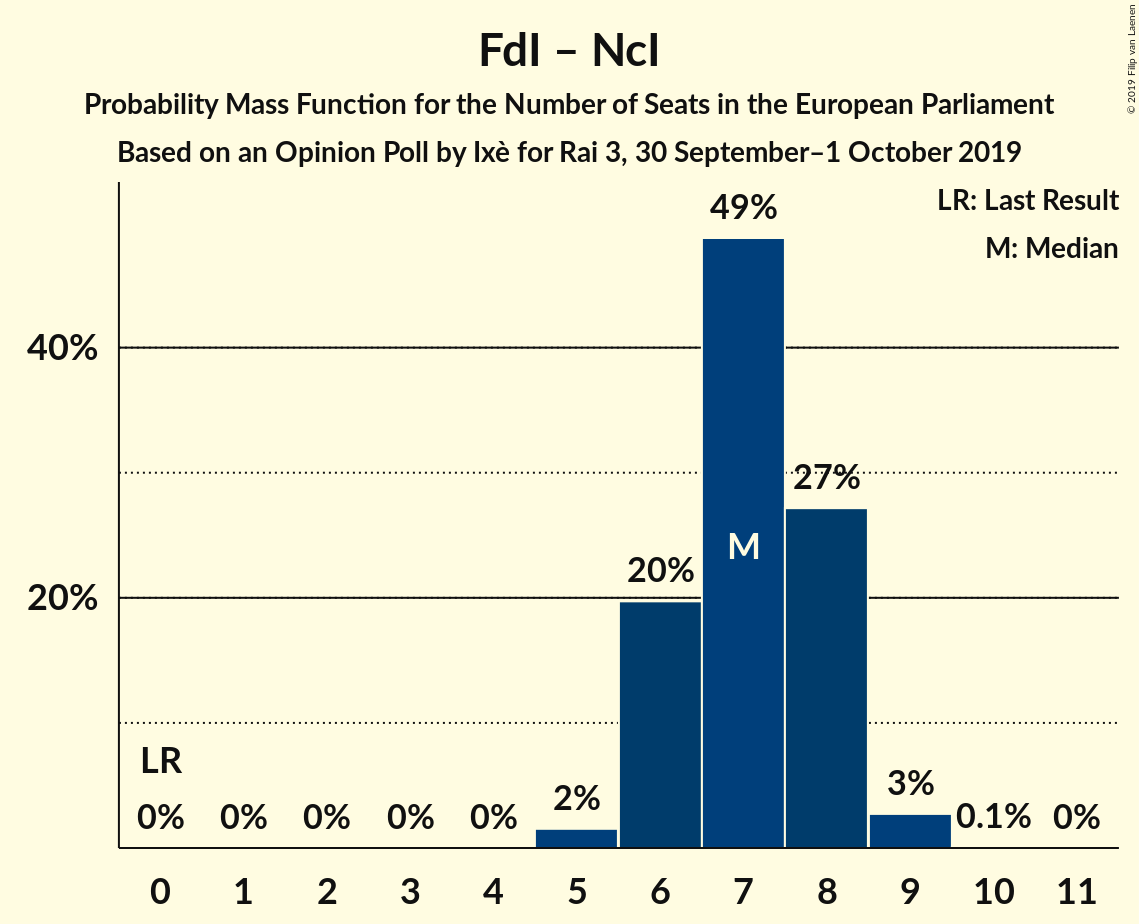 FdI – NcI
Probability Mass Function for the Number of Seats in the European Parliament
Based on an Opinion Poll by Ixè for Rai 3, 30 September–1 October 2019
© 2019 Filip van Laenen
LR: Last Result
M: Median
49%
40%
27%
M
20%
20%
LR
0% 0% 0% 0% 0% 2% 3% 0.1% 0%
0 1 2 3 4 5 6 7 8 9 10 11